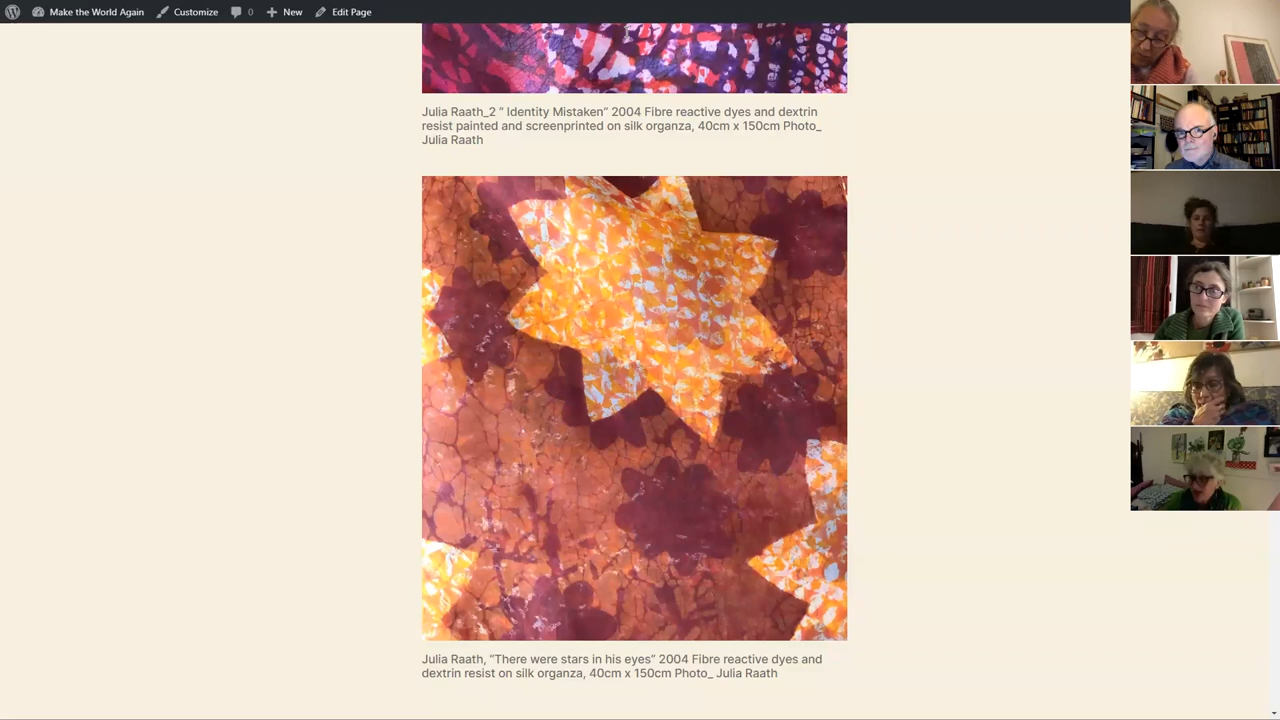 Make the World Again
Customize
0
New
Edit Page
Julia Raath_2 “ Identity Mistaken” 2004 Fibre reactive dyes and dextrin
resist painted and screenprinted on silk organza, 40cm x 150cm Photo_
Julia Raath
Julia Raath, “There were stars in his eyes” 2004 Fibre reactive dyes and
dextrin resist on silk organza, 40cm x 150cm Photo_ Julia Raath